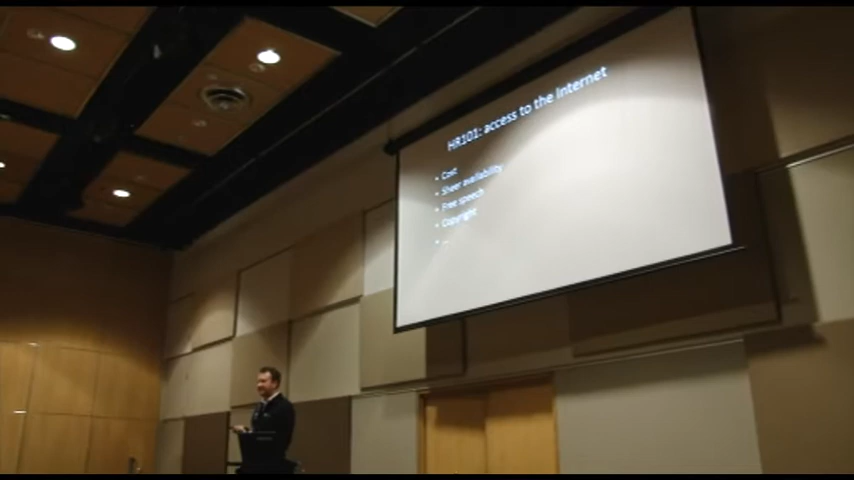 HR101: access to the Internet
• Cost
• Sheer availability
• Free speech
• Copyright
• ...